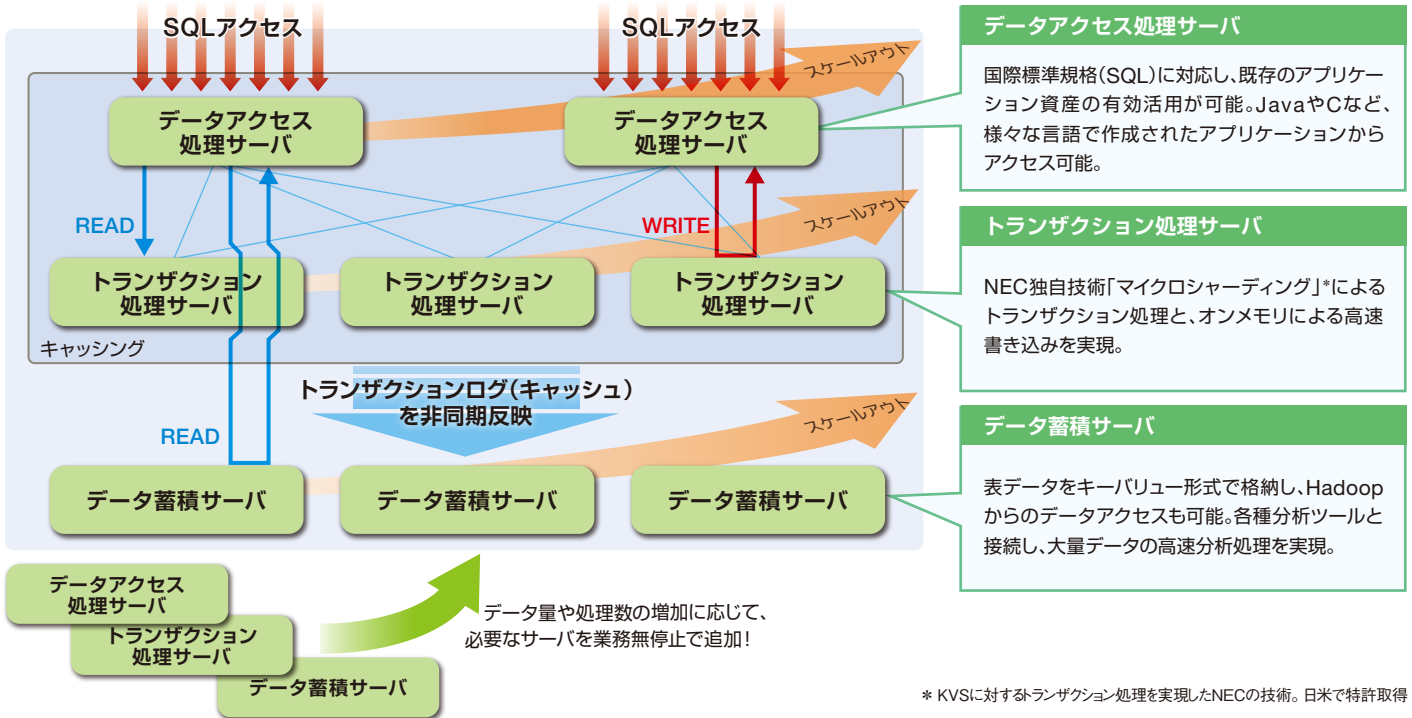 SQLアクセス
SQLアクセス
スケールアウト
データアクセス
処理サーバ
データアクセス
処理サーバ
READ
WRITE
スケールアウト
トランザクション
処理サーバ
トランザクション
処理サーバ
トランザクション
処理サーバ
キャッシング
トランザクションログ(キャッシュ)
を非同期反映
READ
スケールアウト
データ蓄積サーバ
データ蓄積サーバ
データ蓄積サーバ
データアクセス
処理サーバ
トランザクション
処理サーバ
データ蓄積サーバ
データ量や処理数の増加に応じて、
必要なサーバを業務無停止で追加!
データアクセス処理サーバ
国際標準規格(SQL)に対応し、既存のアプリケー
ション資産の有効活用が可能。JavaやCなど、
様々な言語で作成されたアプリケーションから
アクセス可能。
トランザクション処理サーバ
NEC独自技術「マイクロシャーディング」*による
トランザクション処理と、オンメモリによる高速
書き込みを実現。
データ蓄積サーバ
表データをキーバリュー形式で格納し、Hadoop
からのデータアクセスも可能。各種分析ツールと
接続し、大量データの高速分析処理を実現。
* KVSに対するトランザクション処理を実現したNECの技術。日米で特許取得